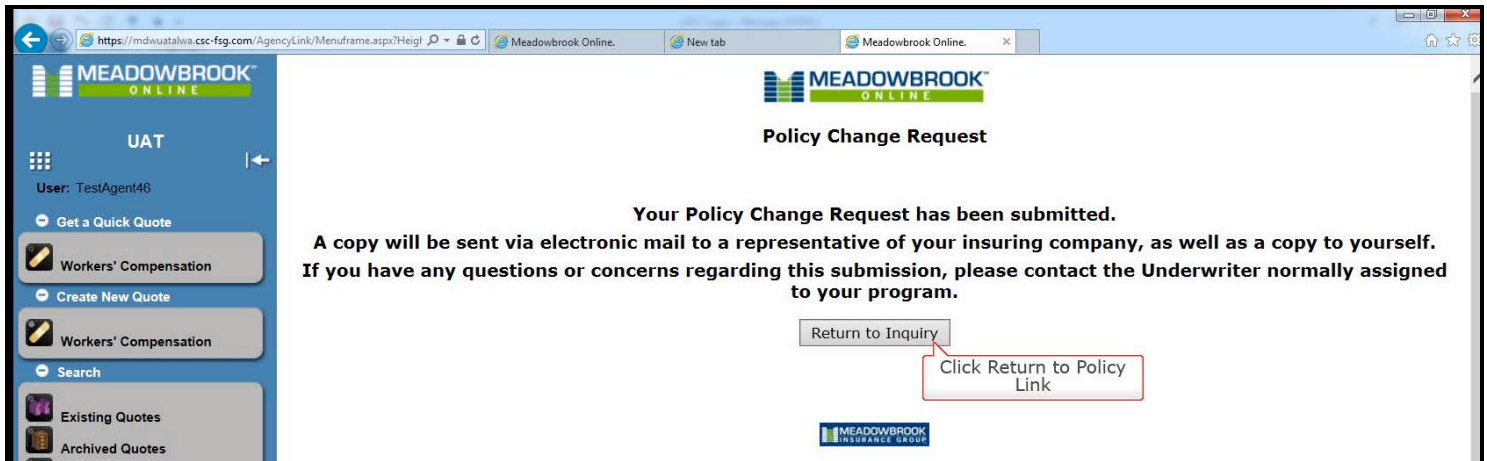 https://mdwuatalwa.csc-fsg.com/AgencyLink/Menuframe.aspx?Heigh
Meadowbrook Online.
New tab
Meadowbrook Online.
MEADOWBROOK
ONLINE
UAT
User: TestAgent46
Get a Quick Quote
Workers' Compensation
Create New Quote
Workers' Compensation
Search
Existing Quotes
Archived Quotes
MEADOWBROOK
ONLINE
Policy Change Request
Your Policy Change Request has been submitted.
A copy will be sent via electronic mail to a representative of your insuring company, as well as a copy to yourself.
If you have any questions or concerns regarding this submission, please contact the Underwriter normally assigned
to your program.
Return to Inquiry
Click Return to Policy
Link
MEADOWBROOK
INSURANCE GROUP